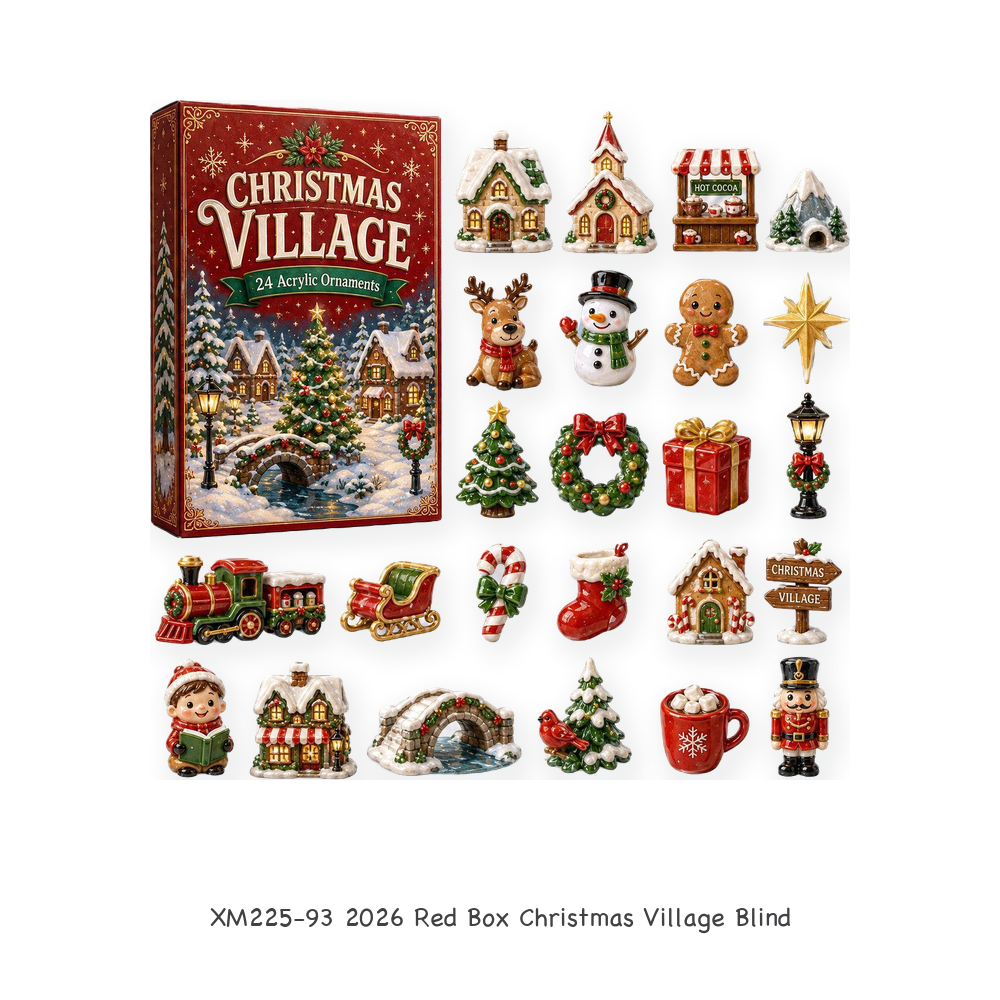 CHRISTMAS
VILLAGE
24 Acrylic Ornaments
HOT COCOA
CHRISTMAS
VILLAGE
XM225-93 2026 Red Box Christmas Village Blind